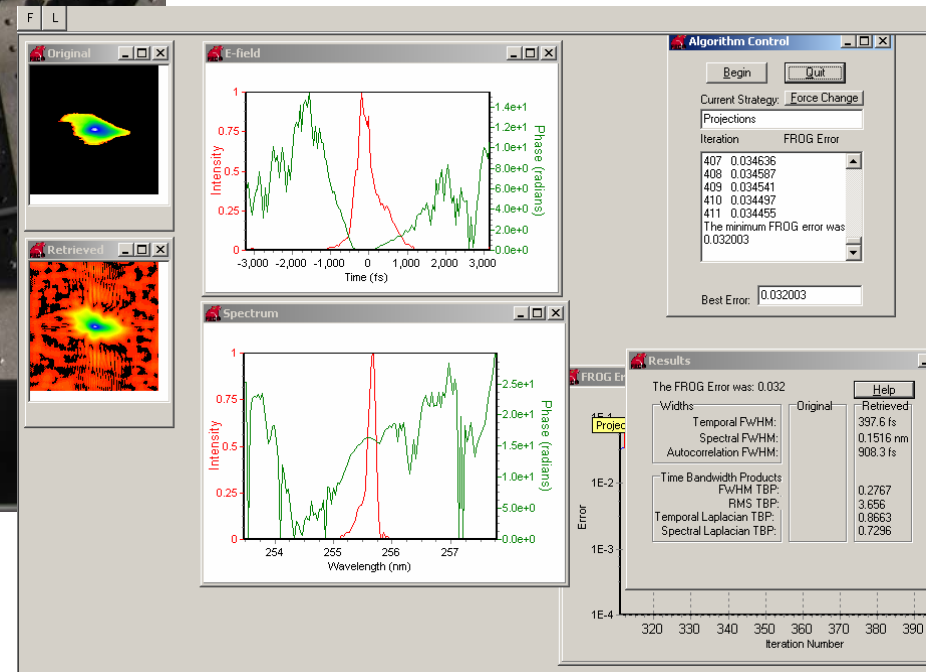 F L
Original
E-field
Intensity
1
0.75
0.5
0.25
0
1.4e+1
1.2e+1
1.0e+1
8.0e+0
6.0e+0
4.0e+0
2.0e+0
0.0e+0
Phase (radians)
-3,000 -2,000 -1,000 0 1,000 2,000 3,000
Time (fs)
Retrieved
Spectrum
Intensity
1
0.75
0.5
0.25
0
2.5e+1
2.0e+1
1.5e+1
1.0e+1
5.0e+0
0.0e+0
Phase (radians)
254 255 256 257
Wavelength (nm)
Algorithm Control
Begin Quit
Current Strategy: Force Change
Projections
Iteration FROG Error
407 0.034636
408 0.034587
409 0.034541
410 0.034497
411 0.034455
The minimum FROG error was
0.032003
Best Error: 0.032003
FROG Er
Projec
1E-1
1E-2
1E-3
1E-4
Error
320 330 340 350 360 370 380 390
Iteration Number
Results
The FROG Error was: 0.032
Help
Widths Original Retrieved
Temporal FWHM: 397.6 fs
Spectral FWHM: 0.1516 nm
Autocorrelation FWHM: 908.3 fs
Time Bandwidth Products
FWHM TBP: 0.2767
RMS TBP: 3.656
Temporal Laplacian TBP: 0.8663
Spectral Laplacian TBP: 0.7296